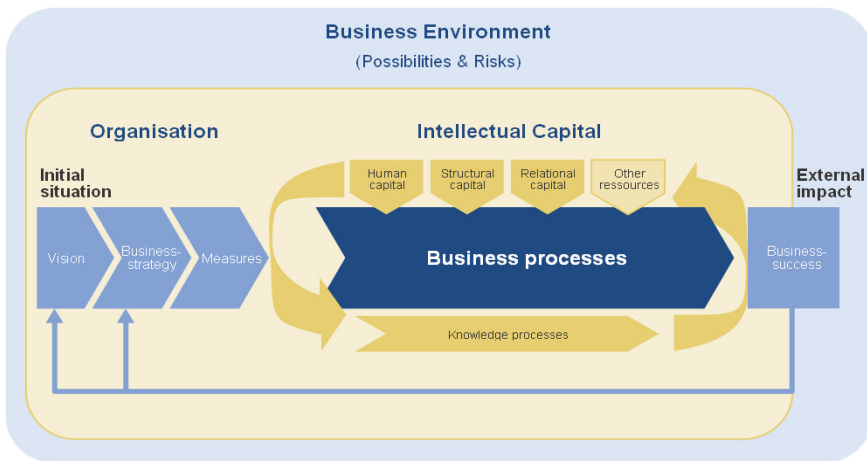 Business Environment
(Possibilities & Risks)
Organisation
Intellectual Capital
Initial
situation
Human
capital
Structural
capital
Relational
capital
Other
ressources
External
impact
Vision
Business-
strategy
Measures
Business processes
Business-
success
Knowledge processes